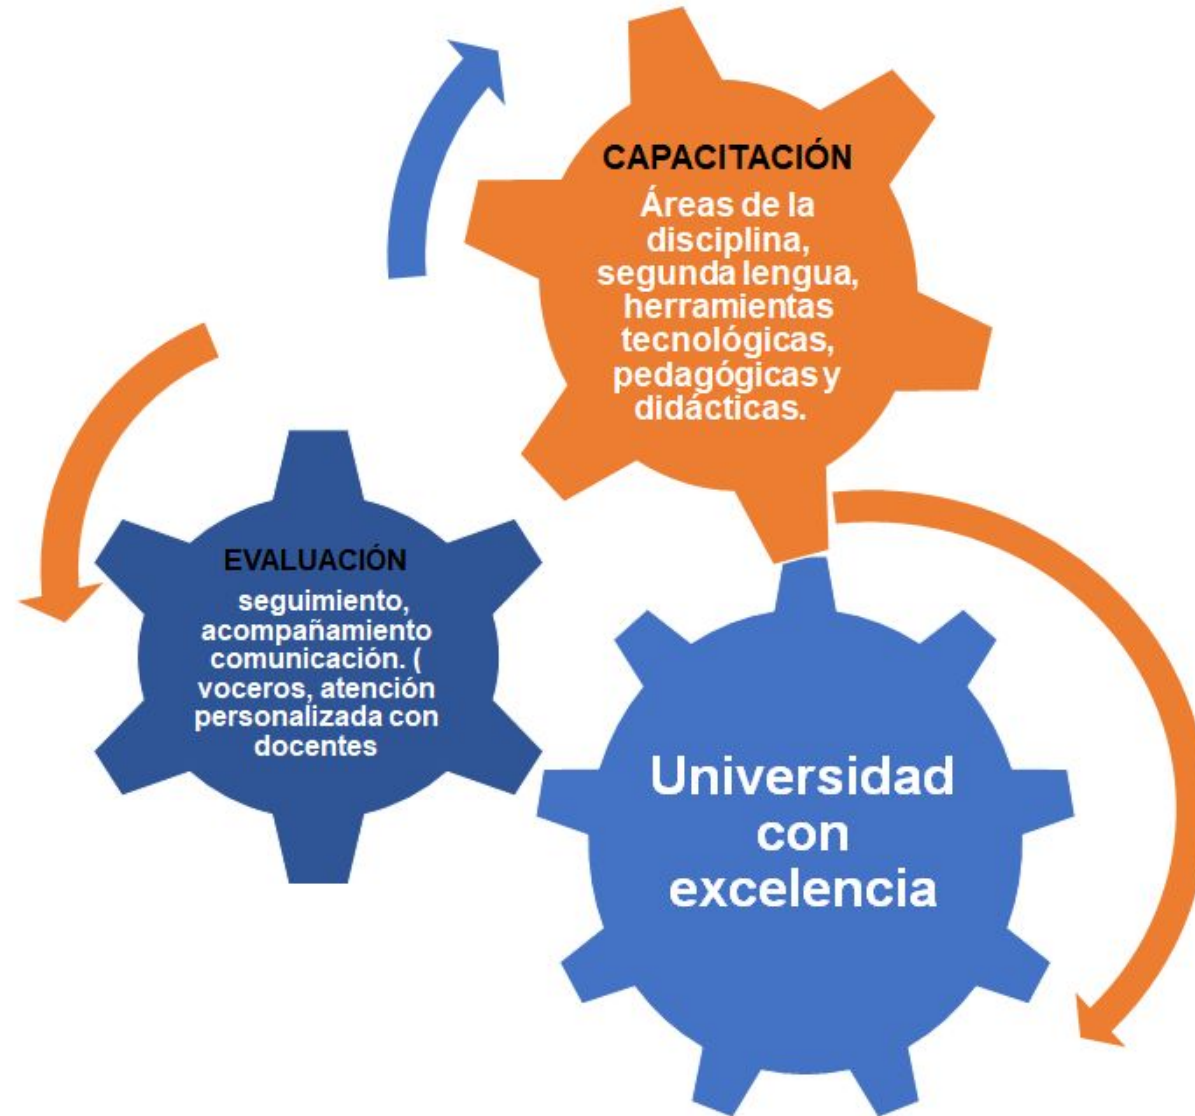 CAPACITACIÓN
Áreas de la
disciplina,
segunda lengua,
herramientas
tecnológicas,
pedagógicas y
didácticas.
EVALUACIÓN
seguimiento,
acompañamiento
comunicación. (
voceros, atención
personalizada con
docentes
Universidad
con
excelencia